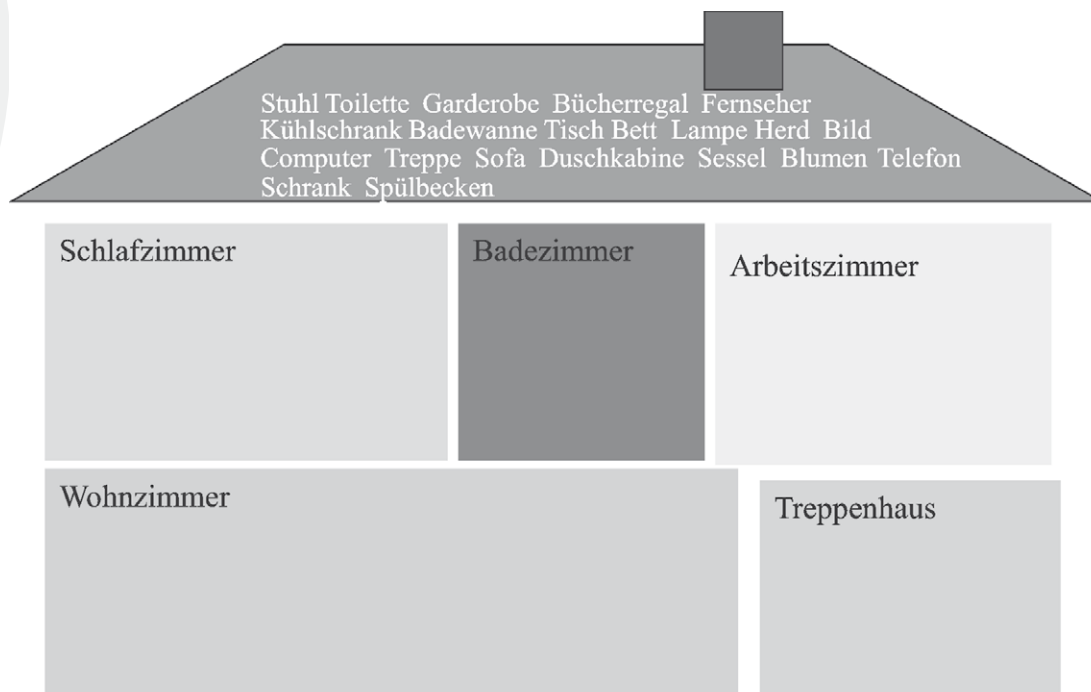 Stuhl Toilette Garderobe Bücherregal Fernseher
Kühlschrank Badewanne Tisch Bett Lampe Herd Bild
Computer Treppe Sofa Duschkabine Sessel Blumen Telefon
Schrank Spülbecken
Schlafzimmer
Badezimmer
Arbeitszimmer
Wohnzimmer
Treppenhaus